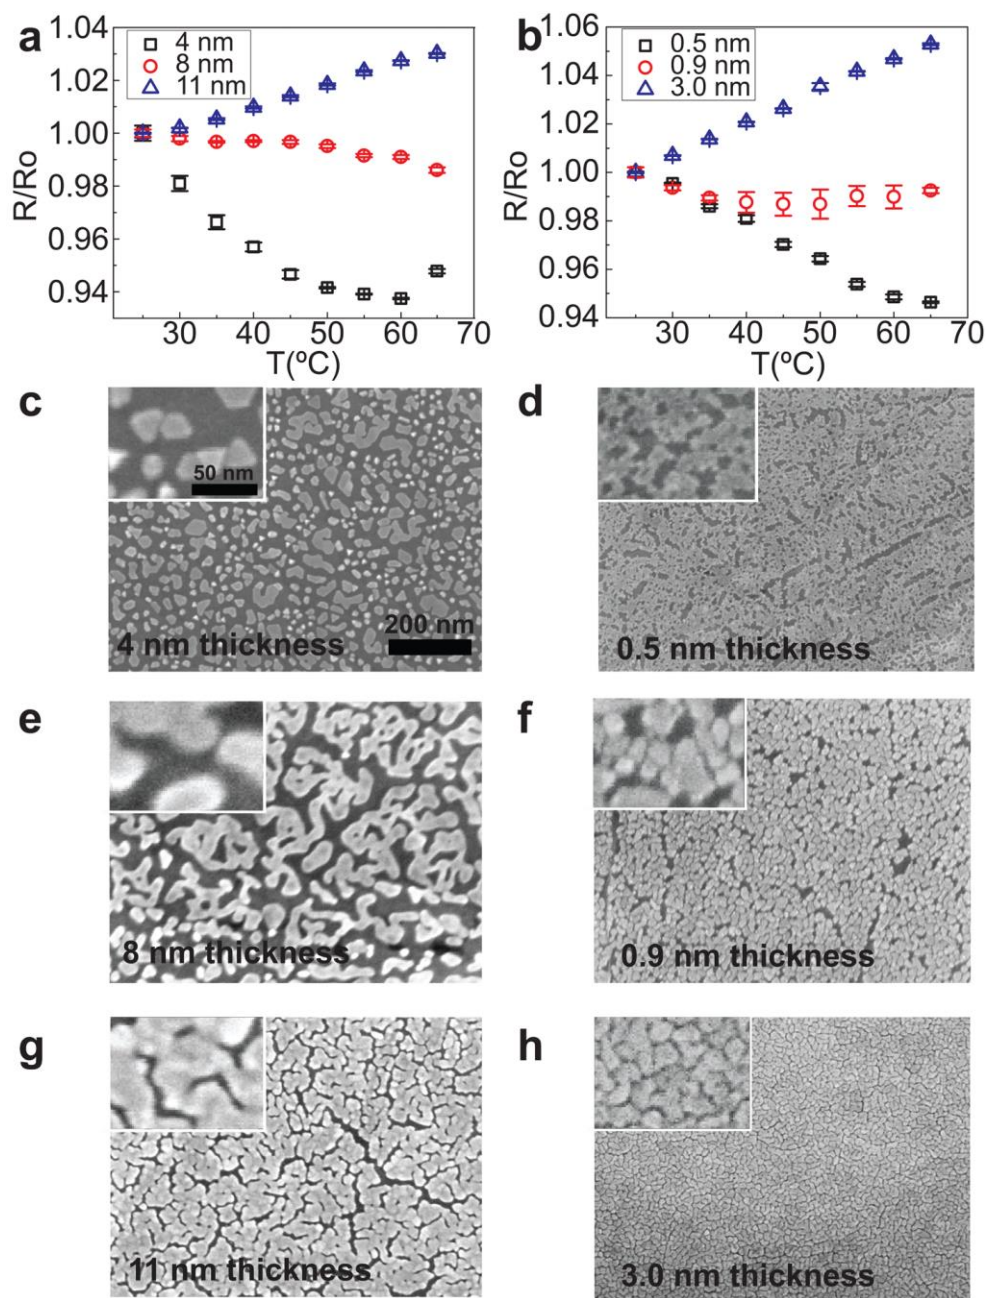 a
1.04
1.02
1.00
0.98
0.96
0.94
R/Ro
4 nm
8 nm
11 nm
30 40 50 60 70
T(ºC)
b
1.06
1.04
1.02
1.00
0.98
0.96
0.94
R/Ro
0.5 nm
0.9 nm
3.0 nm
30 40 50 60 70
T(ºC)
c
50 nm
4 nm thickness
200 nm
d
0.5 nm thickness
e
8 nm thickness
f
0.9 nm thickness
g
11 nm thickness
h
3.0 nm thickness